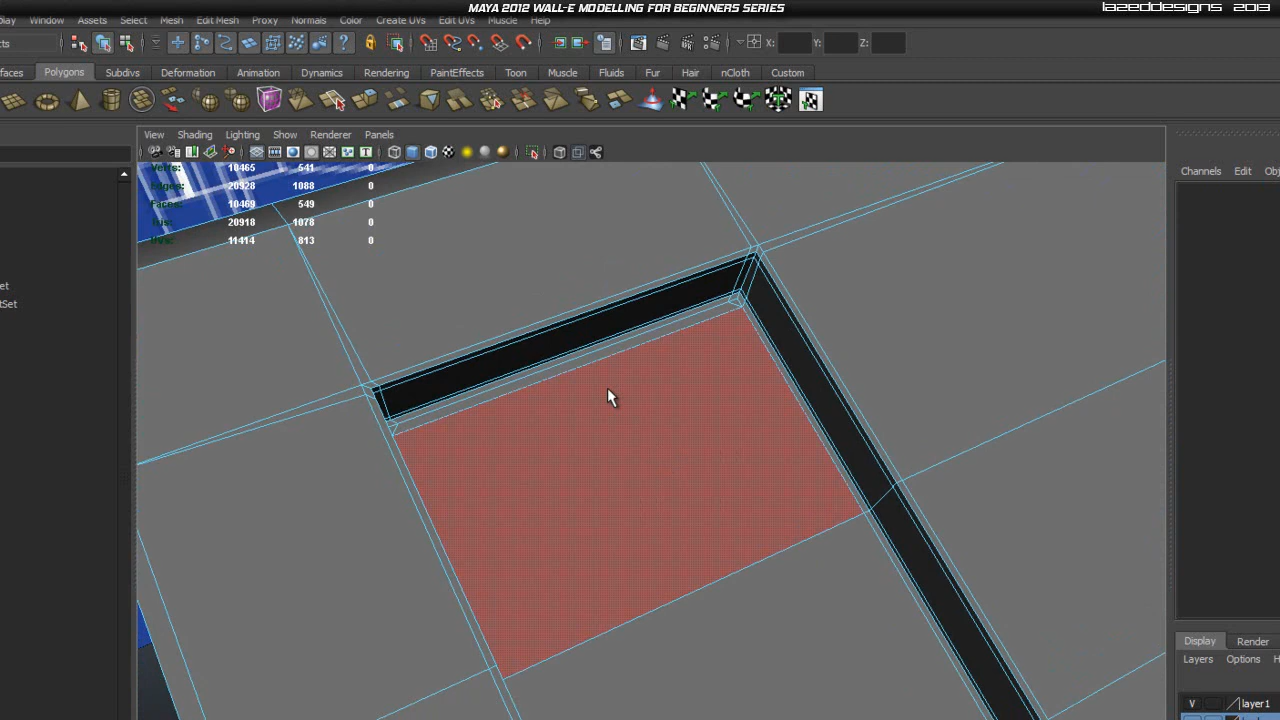 MAYA 2012 WALL-E MODELLING FOR BEGINNERS SERIES
LAZEDDESIGNS 2013
Window Assets Create Select Mesh Edit Mesh Proxy Normals Color Create UVs Edit UVs Muscle Help
X: Y: Z:
Polygons Subdivs Deformation Animation Dynamics Rendering PaintEffects Toon Muscle Fluids Fur Hair nCloth Custom
View Shading Lighting Show Renderer Panels
Channels Edit
Verts: 10465 541 0
Edges: 20928 1088 0
Faces: 10469 549 0
Tris: 20918 1078 0
UVs: 11414 813 0
Display Render
Layers Options
V layer1